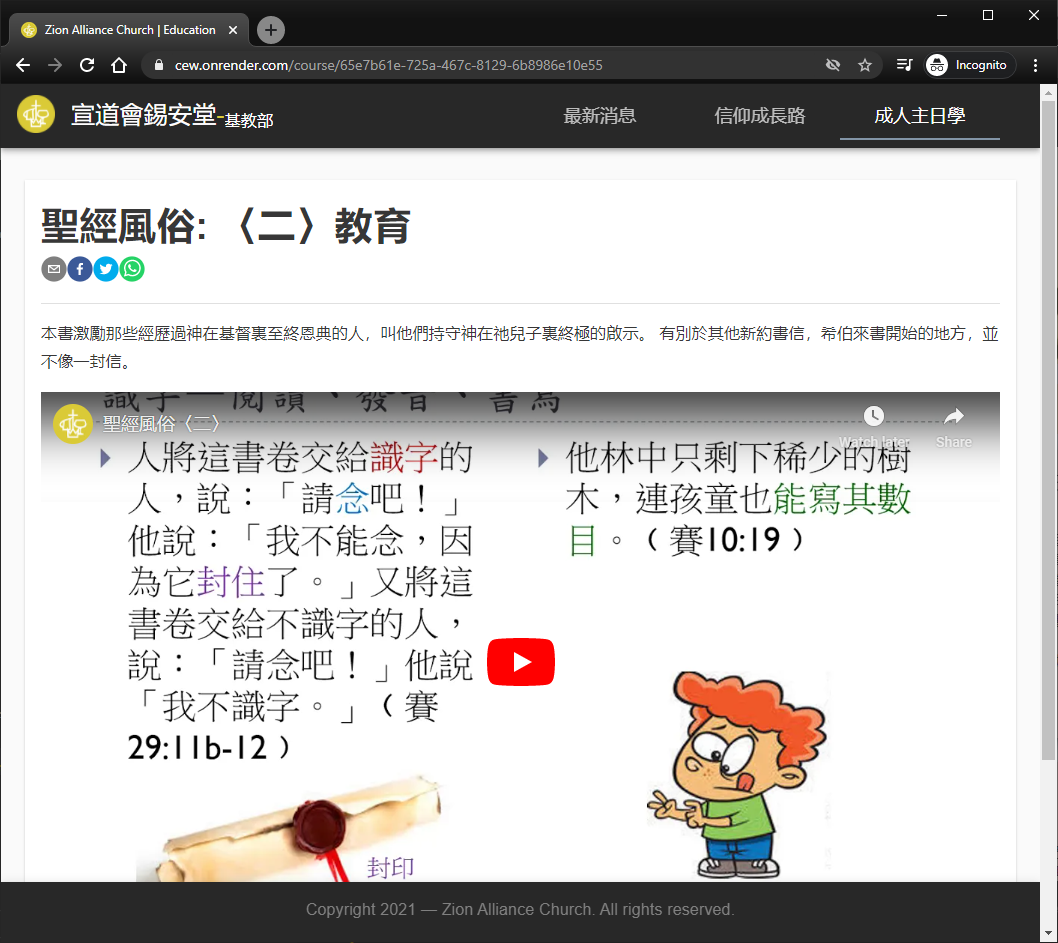 Zion Alliance Church | Education
cew.onrender.com/course/65e7b61e-725a-467c-8129-6b8986e10e55
Incognito
宣道會錫安堂-基教部
最新消息
信仰成長路
成人主日學
聖經風俗: 〈二〉教育
本書激勵那些經歷過神在基督裏至終恩典的人，叫他們持守神在祂兒子裏終極的啟示。 有別於其他新約書信，希伯來書開始的地方，並
不像一封信。
識字—閱讀、發音、書寫
聖經風俗〈二〉
Watch later
Share
人將這書卷交給識字的
人，說：「請念吧！」
他說：「我不能念，因
為它封住了。」又將這
書卷交給不識字的人，
說：「請念吧！」他說
「我不識字。」（賽
29:11b-12）
他林中只剩下稀少的樹
木，連孩童也能寫其數
目。（賽10:19）
封印
Copyright 2021 — Zion Alliance Church. All rights reserved.